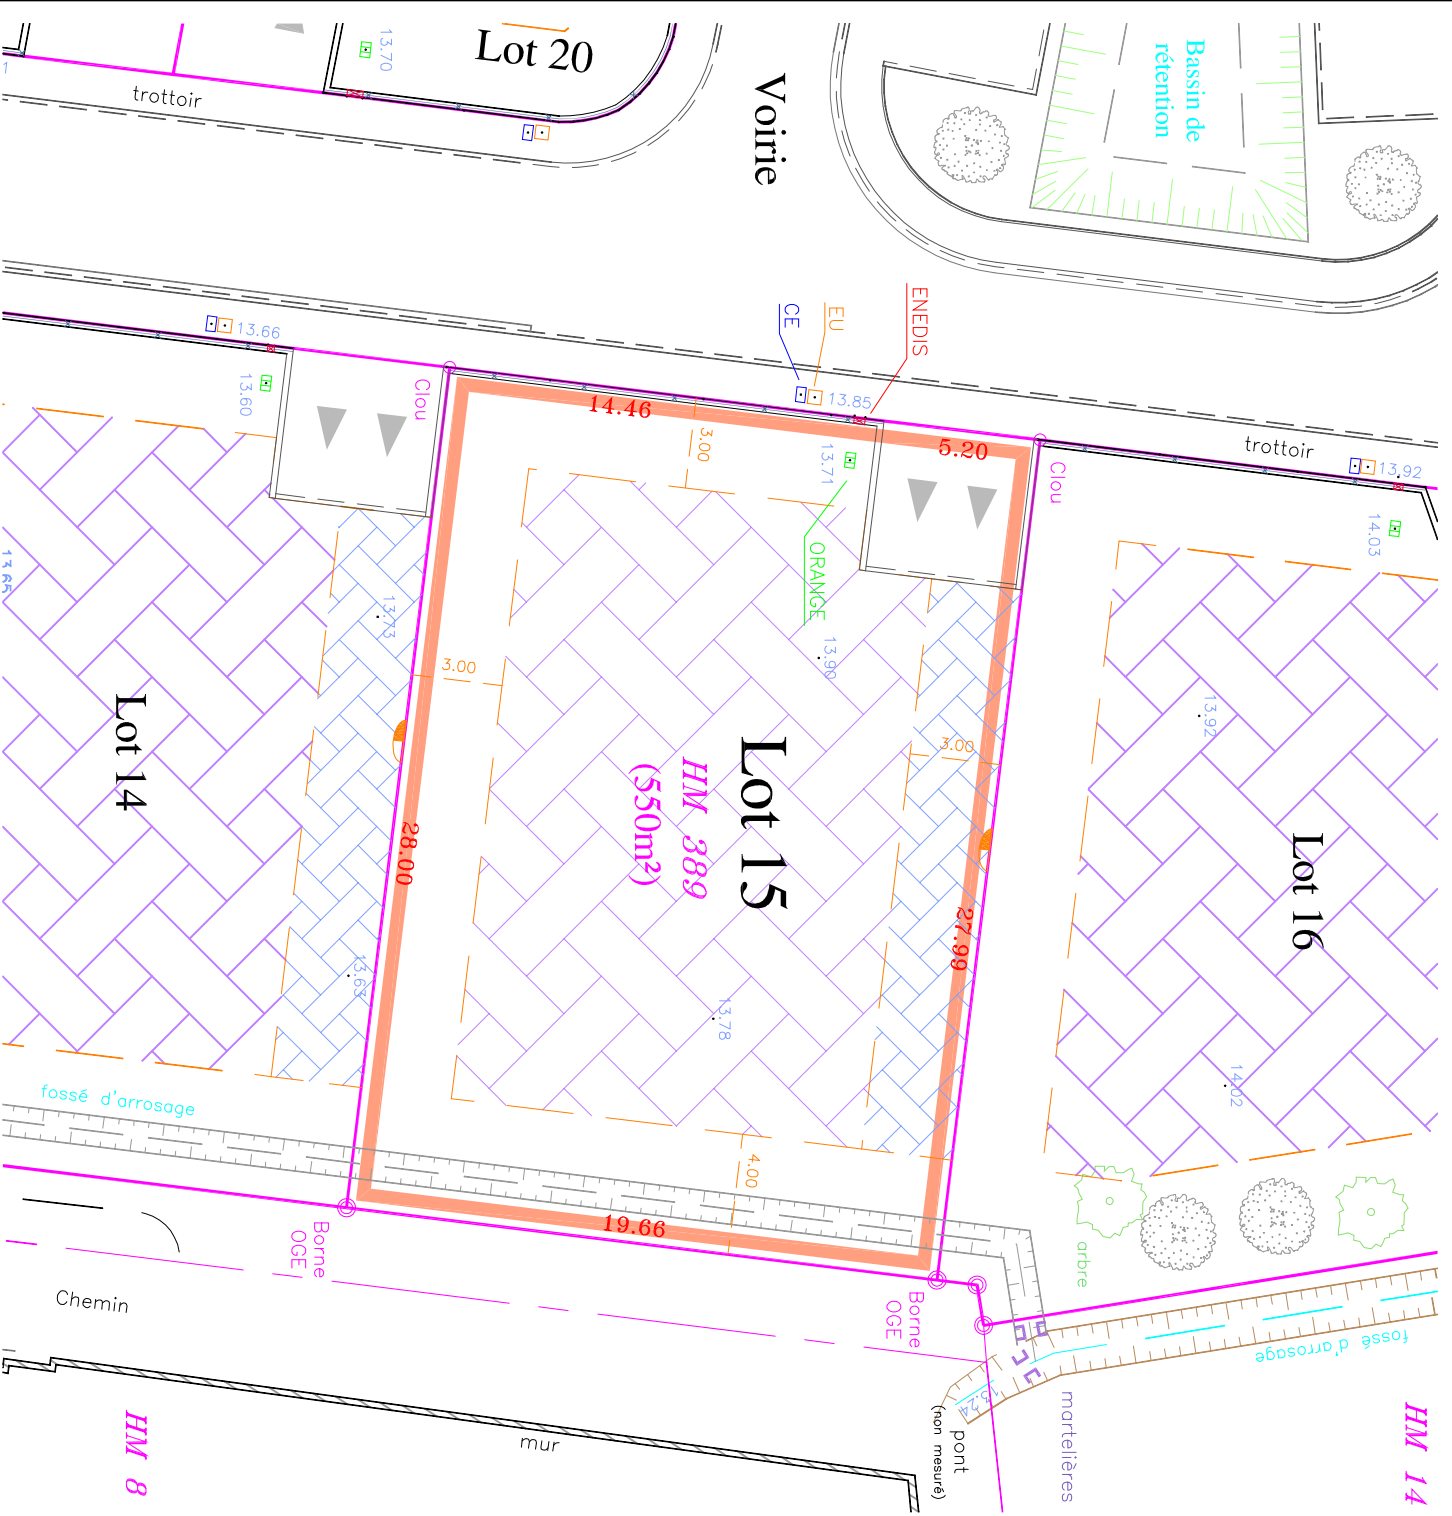 Lot 20
13.70
trottoir
Voirie
Bassin de
rétention
ENEDIS
EU
CE
13.66
13.60
Clou
14.46
3.00
13.85
13.71
5.20
Clou
trottoir
13.92
14.03
ORANGE
13.65
13.73
3.00
13.90
3.00
13.92
Lot 14
Lot 15
HM 389
(550m²)
Lot 16
28.00
27.99
13.63
13.78
14.02
fossé d'arrosage
4.00
19.66
Borne
OGE
Borne
OGE
arbre
Chemin
fossé d'arrosage
martelières
pont
(non mesuré)
mur
HM 8
HM 14